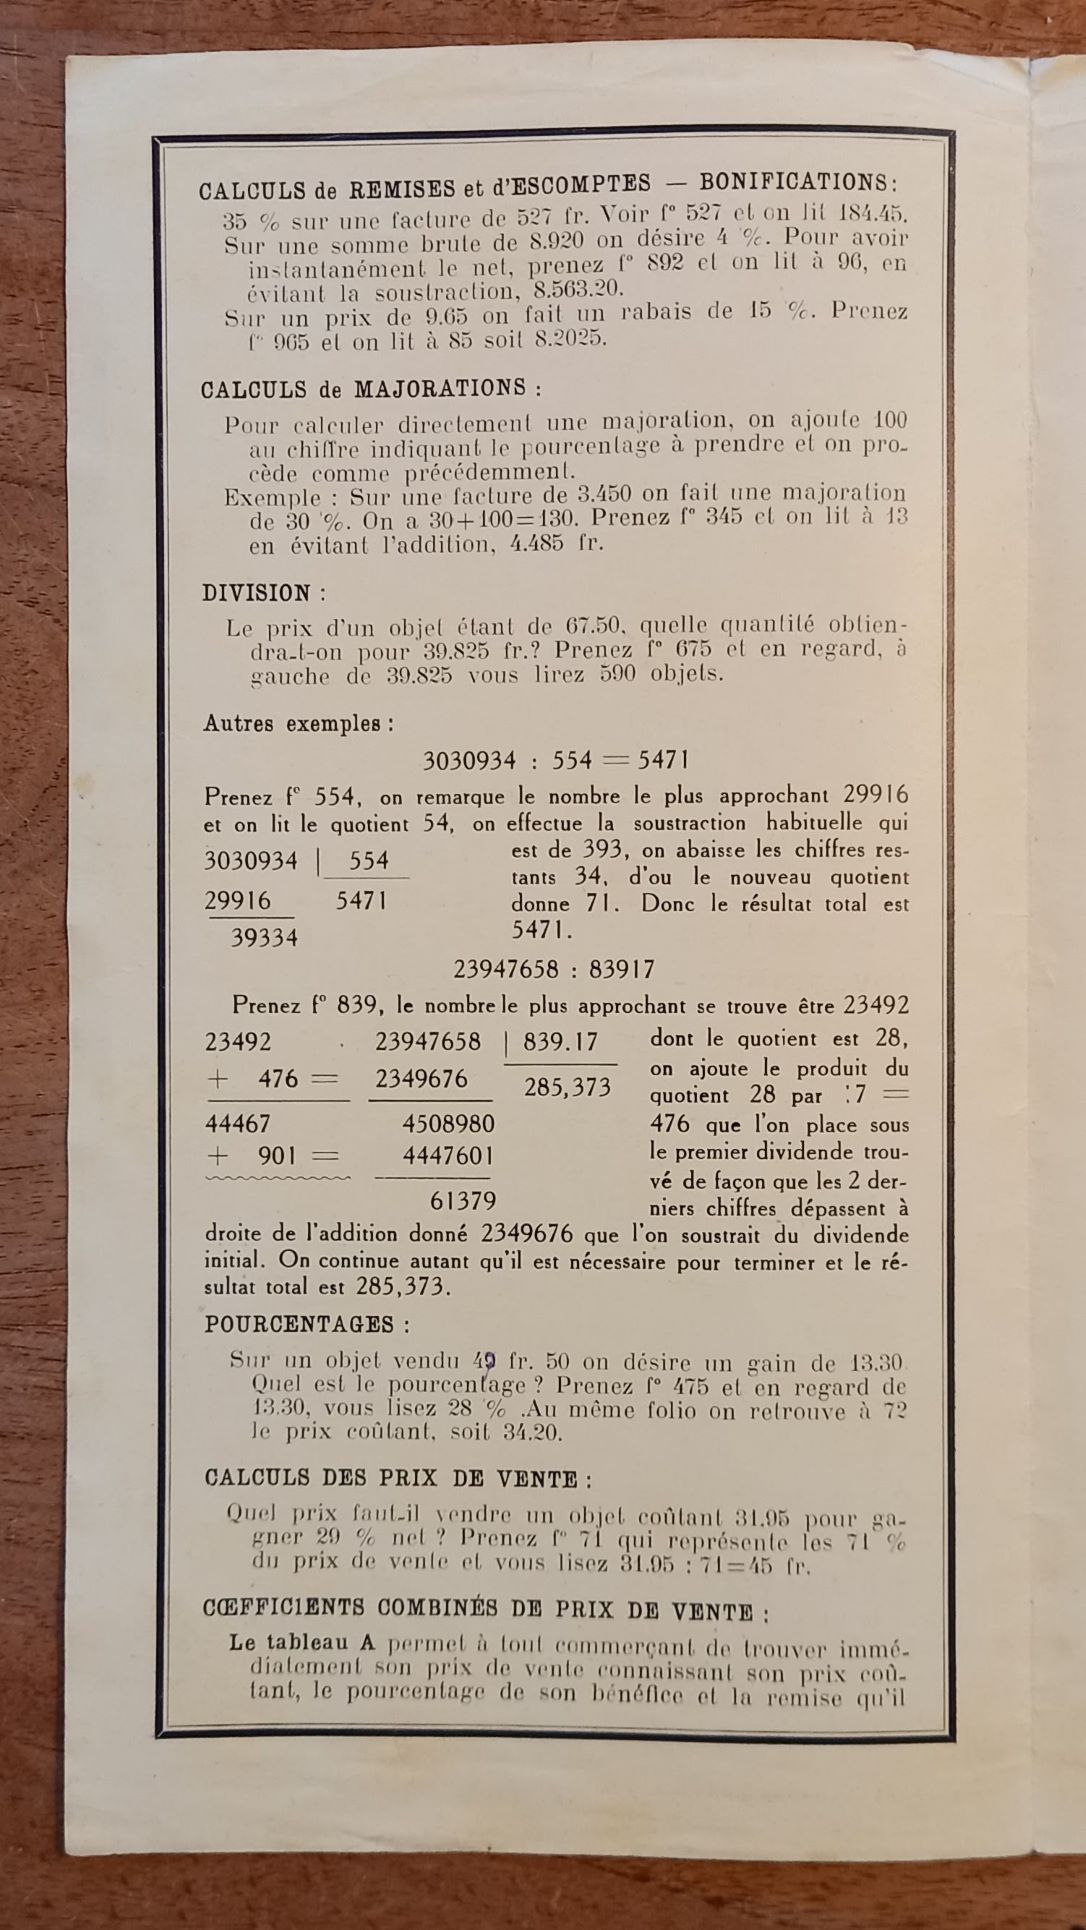 CALCULS de REMISES et d'ESCOMPTES — BONIFICATIONS:
35 % sur une facture de 527 fr. Voir f° 527 et on lit 184.45.
Sur une somme brute de 8.920 on désire 4 %. Pour avoir
instantanément le net, prenez f° 892 et on lit à 96, en
évitant la soustraction, 8.563.20.
Sur un prix de 9.65 on fait un rabais de 15 %. Prenez
f° 965 et on lit à 85 soit 8.2025.
CALCULS de MAJORATIONS :
Pour calculer directement une majoration, on ajoute 100
au chiffre indiquant le pourcentage à prendre et on pro-
cède comme précédemment.
Exemple : Sur une facture de 3.450 on fait une majoration
de 30 %. On a 30+100=130. Prenez f° 345 et on lit à 13
en évitant l'addition, 4.485 fr.
DIVISION :
Le prix d'un objet étant de 67.50, quelle quantité obtien-
dra-t-on pour 39.825 fr.? Prenez f° 675 et en regard, à
gauche de 39.825 vous lirez 590 objets.
Autres exemples :
3030934 : 554 = 5471
Prenez f° 554, on remarque le nombre le plus approchant 29916
et on lit le quotient 54, on effectue la soustraction habituelle qui
est de 393, on abaisse les chiffres res-
tants 34, d'ou le nouveau quotient
donne 71. Donc le résultat total est
5471.
3030934 | 554
29916 5471
39334
23947658 : 83917
Prenez f° 839, le nombre le plus approchant se trouve être 23492
23492 23947658 | 839.17
+ 476 = 2349676 285,373
44467 4508980
+ 901 = 4447601
61379
dont le quotient est 28,
on ajoute le produit du
quotient 28 par :7 =
476 que l'on place sous
le premier dividende trou-
vé de façon que les 2 der-
niers chiffres dépassent à
droite de l'addition donné 2349676 que l'on soustrait du dividende
initial. On continue autant qu'il est nécessaire pour terminer et le ré-
sultat total est 285,373.
POURCENTAGES :
Sur un objet vendu 49 fr. 50 on désire un gain de 13.30.
Quel est le pourcentage ? Prenez f° 475 et en regard de
13.30, vous lisez 28 % .Au même folio on retrouve à 72
le prix coûtant, soit 34.20.
CALCULS DES PRIX DE VENTE :
Quel prix faut-il vendre un objet coûtant 31.95 pour ga-
gner 29 % net ? Prenez f° 71 qui représente les 71 %
du prix de vente et vous lisez 31.95 : 71=45 fr.
CŒFFICIENTS COMBINÉS DE PRIX DE VENTE :
Le tableau A permet à tout commerçant de trouver immé-
diatement son prix de vente connaissant son prix coû-
tant, le pourcentage de son bénéfice et la remise qu'il